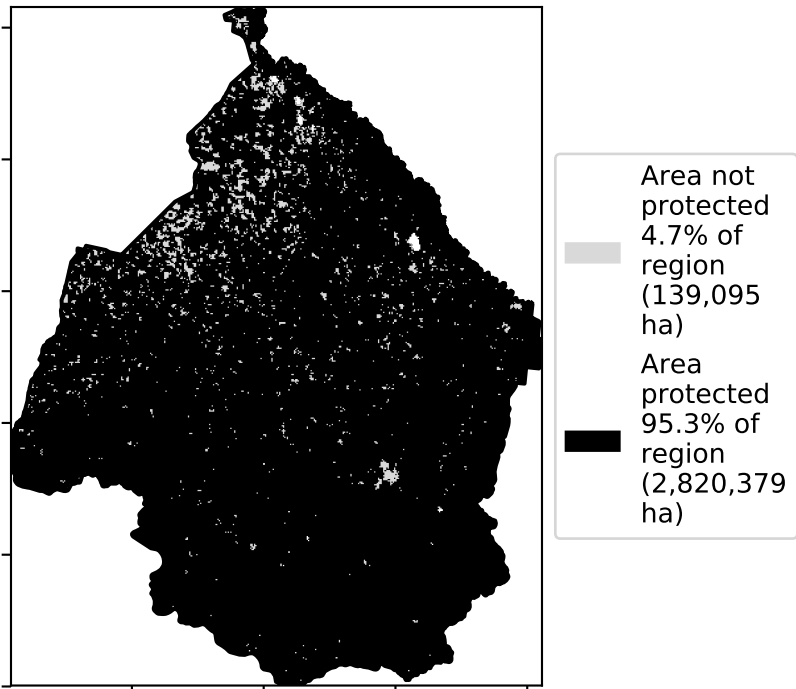 Area not
protected
4.7% of
region
(139,095
ha)
Area
protected
95.3% of
region
(2,820,379
ha)